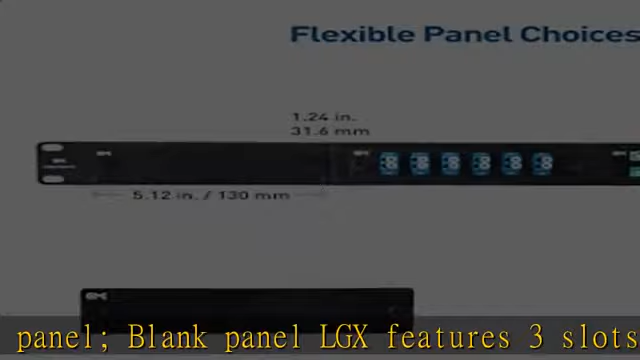 Flexible Panel Choices
1.24 in.
31.6 mm
5.12 in. / 130 mm
panel; Blank panel LGX features 3 slots